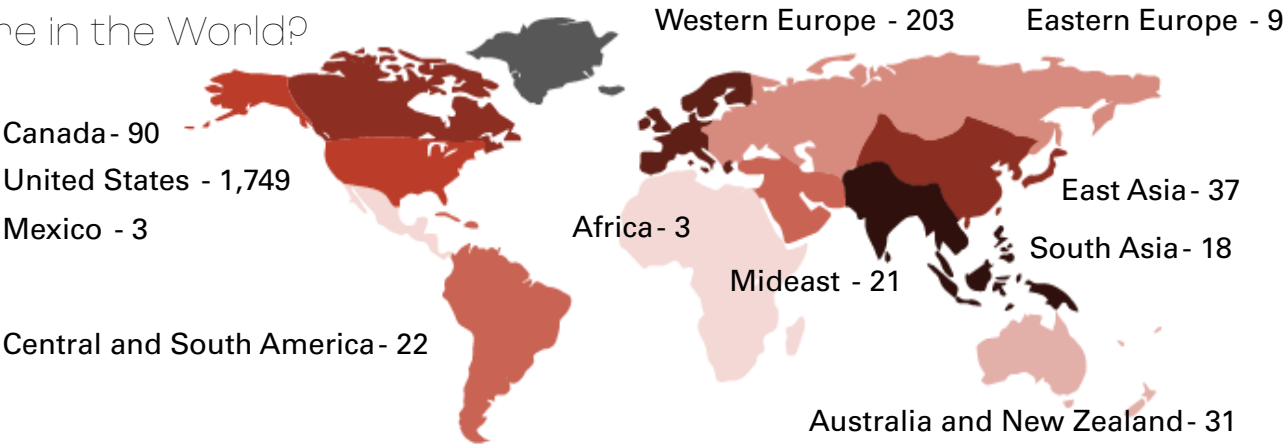 re in the World?
Western Europe - 203
Eastern Europe - 9
Canada - 90
United States - 1,749
East Asia - 37
Mexico - 3
Africa - 3
South Asia - 18
Mideast - 21
Central and South America - 22
Australia and New Zealand - 31